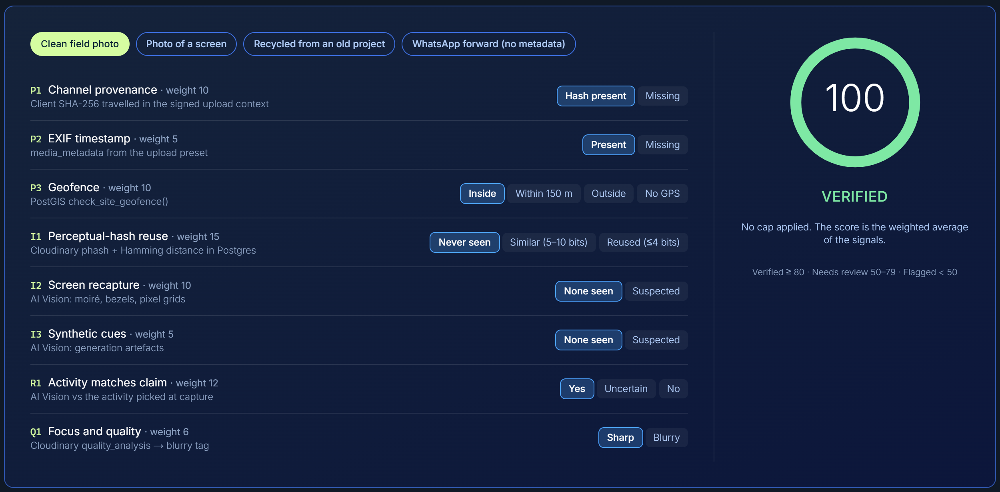 Clean field photo
Photo of a screen
Recycled from an old project
WhatsApp forward (no metadata)
P1 Channel provenance · weight 10
Client SHA-256 travelled in the signed upload context
Hash present
Missing
P2 EXIF timestamp · weight 5
media_metadata from the upload preset
Present
Missing
P3 Geofence · weight 10
PostGIS check_site_geofence()
Inside
Within 150 m
Outside
No GPS
I1 Perceptual-hash reuse · weight 15
Cloudinary phash + Hamming distance in Postgres
Never seen
Similar (5–10 bits)
Reused (≤4 bits)
I2 Screen recapture · weight 10
AI Vision: moiré, bezels, pixel grids
None seen
Suspected
I3 Synthetic cues · weight 5
AI Vision: generation artefacts
None seen
Suspected
R1 Activity matches claim · weight 12
AI Vision vs the activity picked at capture
Yes
Uncertain
No
Q1 Focus and quality · weight 6
Cloudinary quality_analysis → blurry tag
Sharp
Blurry
100
VERIFIED
No cap applied. The score is the weighted average
of the signals.
Verified ≥ 80 · Needs review 50–79 · Flagged < 50